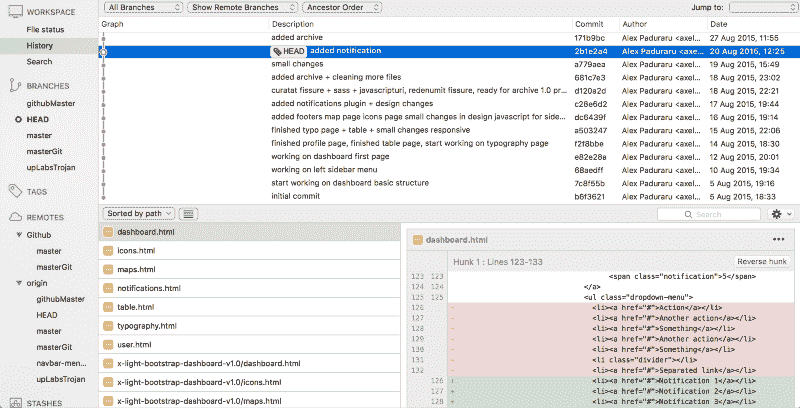 WORKSPACE
File status
History
Search
BRANCHES
githubMaster
HEAD
master
masterGit
upLabsTrojan
TAGS
REMOTES
Github
master
masterGit
origin
githubMaster
HEAD
master
masterGit
navbar-men...
upLabsTrojan
STASHES
All Branches Show Remote Branches Ancestor Order Jump to:
Graph Description Commit Author Date
added archive 171b9bc Alex Paduraru <axel... 27 Aug 2015, 11:55
HEAD added notification 2b1e2a4 Alex Paduraru <axel... 20 Aug 2015, 12:25
small changes a779aea Alex Paduraru <axel... 19 Aug 2015, 15:49
added archive + cleaning more files 681c7e3 Alex Paduraru <axel... 18 Aug 2015, 23:02
curatat fissure + sass + javascripturi, redenumit fissure, ready for archive 1.0 pr... d120a2d Alex Paduraru <axel... 18 Aug 2015, 22:21
added notifications plugin + design changes c26e6d2 Alex Paduraru <axel... 17 Aug 2015, 19:44
added footers map page icons page small changes in design javascript for side... dc6439f Alex Paduraru <axel... 16 Aug 2015, 19:44
finished typo page + table + small changes responsive a503247 Alex Paduraru <axel... 15 Aug 2015, 22:06
finished profile page, finished table page, start working on typography page f2f8bbe Alex Paduraru <axel... 14 Aug 2015, 18:30
working on dashboard first page e82e28a Alex Paduraru <axel... 12 Aug 2015, 20:01
working on left sidebar menu 68aedff Alex Paduraru <axel... 10 Aug 2015, 19:34
start working on dashboard basic structure 7c8f55b Alex Paduraru <axel... 5 Aug 2015, 19:16
initial commit b6f3621 Alex Paduraru <axel... 5 Aug 2015, 18:33
Sorted by path Search
dashboard.html
icons.html
maps.html
notifications.html
table.html
typography.html
user.html
x-light-bootstrap-dashboard-v1.0/dashboard.html
x-light-bootstrap-dashboard-v1.0/icons.html
x-light-bootstrap-dashboard-v1.0/maps.html
dashboard.html
Hunk 1 : Lines 123-133 Reverse hunk
123 123 <span class="notification">5</span>
124 124 </a>
125 125 <ul class="dropdown-menu">
126 - <li><a href="#">Action</a></li>
127 - <li><a href="#">Another action</a></li>
128 - <li><a href="#">Something</a></li>
129 - <li><a href="#">Another action</a></li>
130 - <li><a href="#">Something</a></li>
131 - <li class="divider"></li>
132 - <li><a href="#">Separated link</a></li>
126 + <li><a href="#">Notification 1</a></li>
127 + <li><a href="#">Notification 2</a></li>
128 + <li><a href="#">Notification 3</a></li>